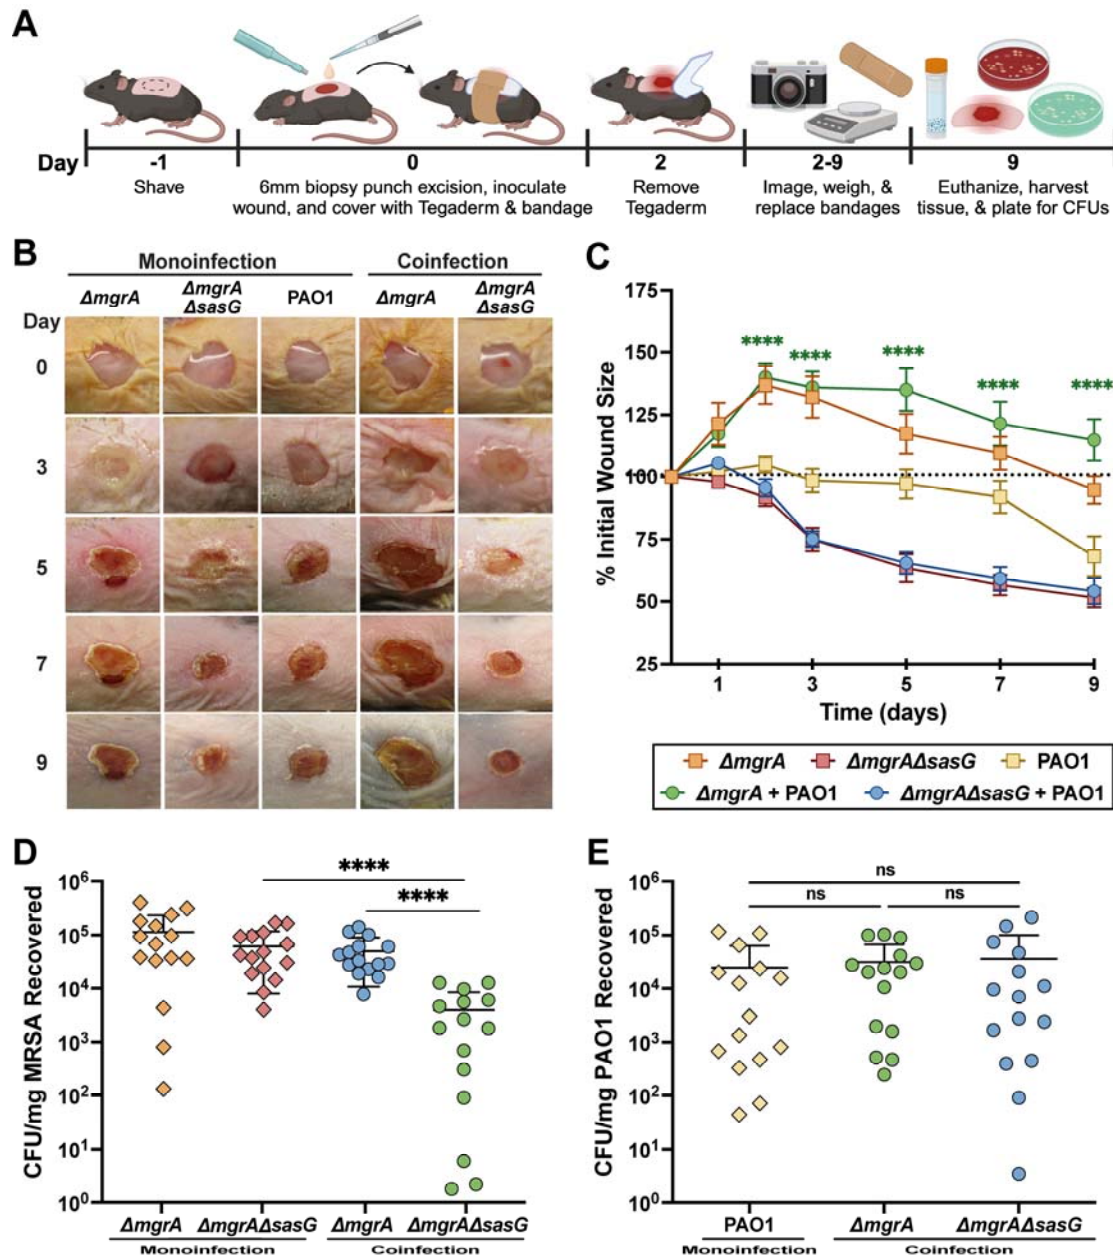 A
Day
-1
0
2
2-9
9
Shave
6mm biopsy punch excision, inoculate
wound, and cover with Tegaderm & bandage
Remove
Tegaderm
Image, weigh, &
replace bandages
Euthanize, harvest
tissue, & plate for CFUs
B
Monoinfection
Coinfection
ΔmgrA
ΔmgrA
ΔsasG
PAO1
ΔmgrA
ΔmgrA
ΔsasG
Day
0
3
5
7
9
C
% Initial Wound Size
175
150
125
100
75
50
25
****
****
****
****
****
1
3
5
7
9
Time (days)
ΔmgrA
ΔmgrAΔsasG
PAO1
ΔmgrA + PAO1
ΔmgrAΔsasG + PAO1
D
CFU/mg MRSA Recovered
10⁶
10⁵
10⁴
10³
10²
10¹
10⁰
****
****
ΔmgrA
ΔmgrAΔsasG
ΔmgrA
ΔmgrAΔsasG
Monoinfection
Coinfection
E
CFU/mg PAO1 Recovered
10⁶
10⁵
10⁴
10³
10²
10¹
10⁰
ns
ns
ns
PAO1
ΔmgrA
ΔmgrAΔsasG
Monoinfection
Coinfection